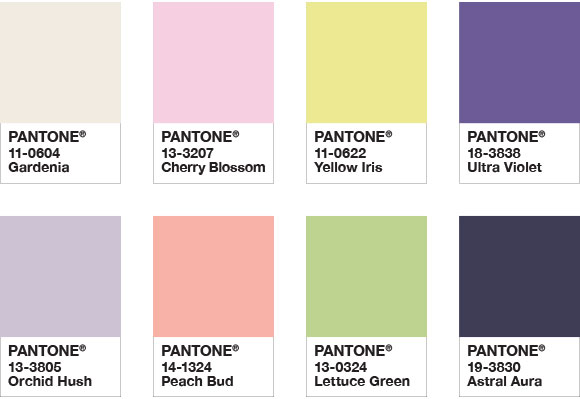 PANTONE®
11-0604
Gardenia
PANTONE®
13-3207
Cherry Blossom
PANTONE®
11-0622
Yellow Iris
PANTONE®
18-3838
Ultra Violet
PANTONE®
13-3805
Orchid Hush
PANTONE®
14-1324
Peach Bud
PANTONE®
13-0324
Lettuce Green
PANTONE®
19-3830
Astral Aura